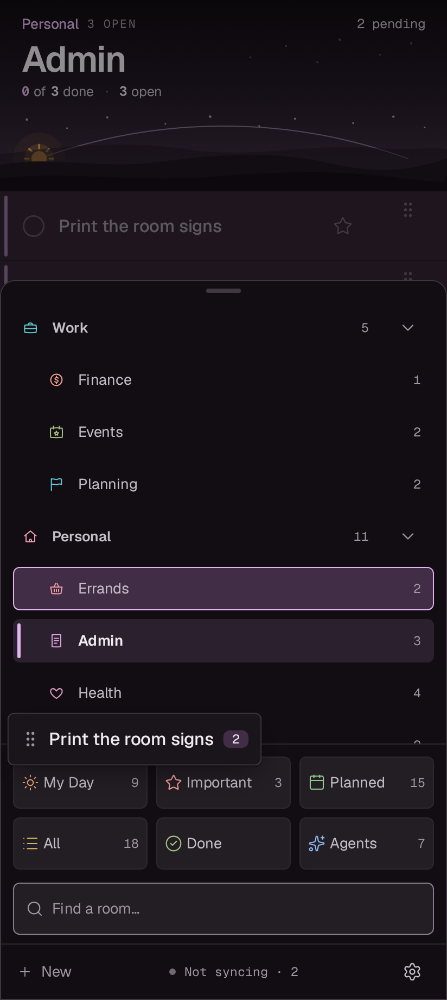 Personal 3 OPEN 2 pending
Admin
0 of 3 done · 3 open
Print the room signs
Work 5
Finance 1
Events 2
Planning 2
Personal 11
Errands 2
Admin 3
Health 4
Print the room signs 2
My Day 9 Important 3 Planned 15
All 18 Done Agents 7
Find a room…
+ New Not syncing · 2